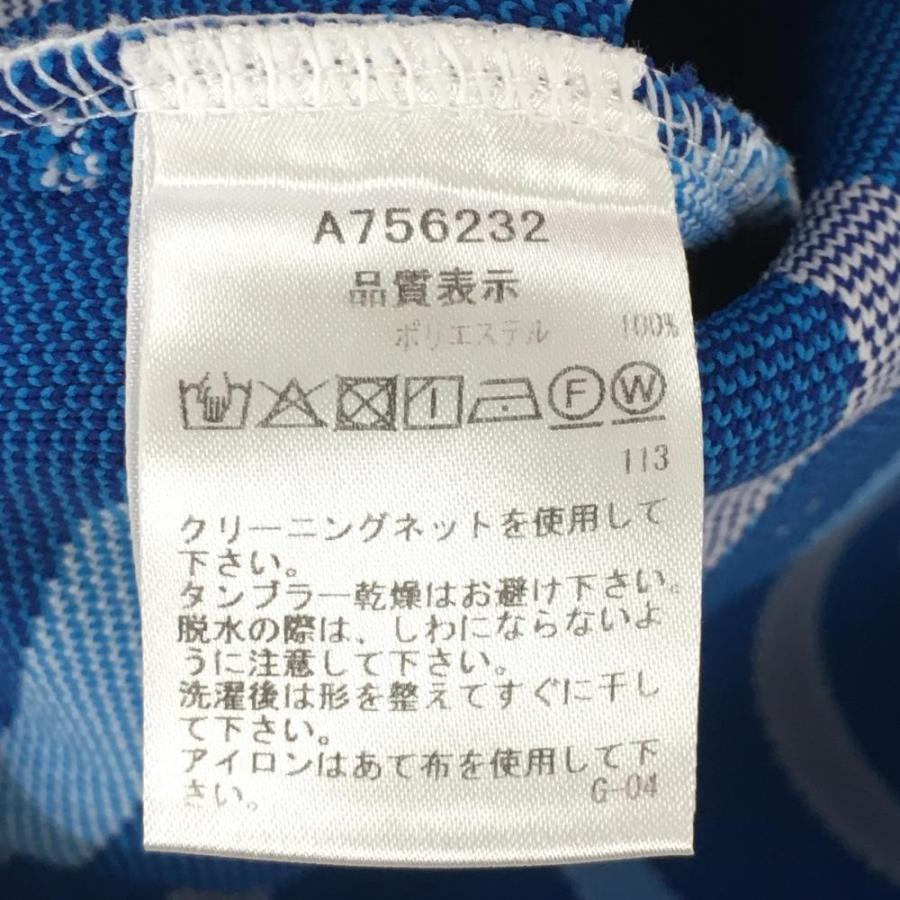 A756232
品質表示
ポリエステル 100%
F W
113
クリーニングネットを使用して
下さい。
タンブラー乾燥はお避け下さい。
脱水の際は、しわにならないよ
うに注意して下さい。
洗濯後は形を整えてすぐに干し
て下さい。
アイロンはあて布を使用して下
さい。 G-04